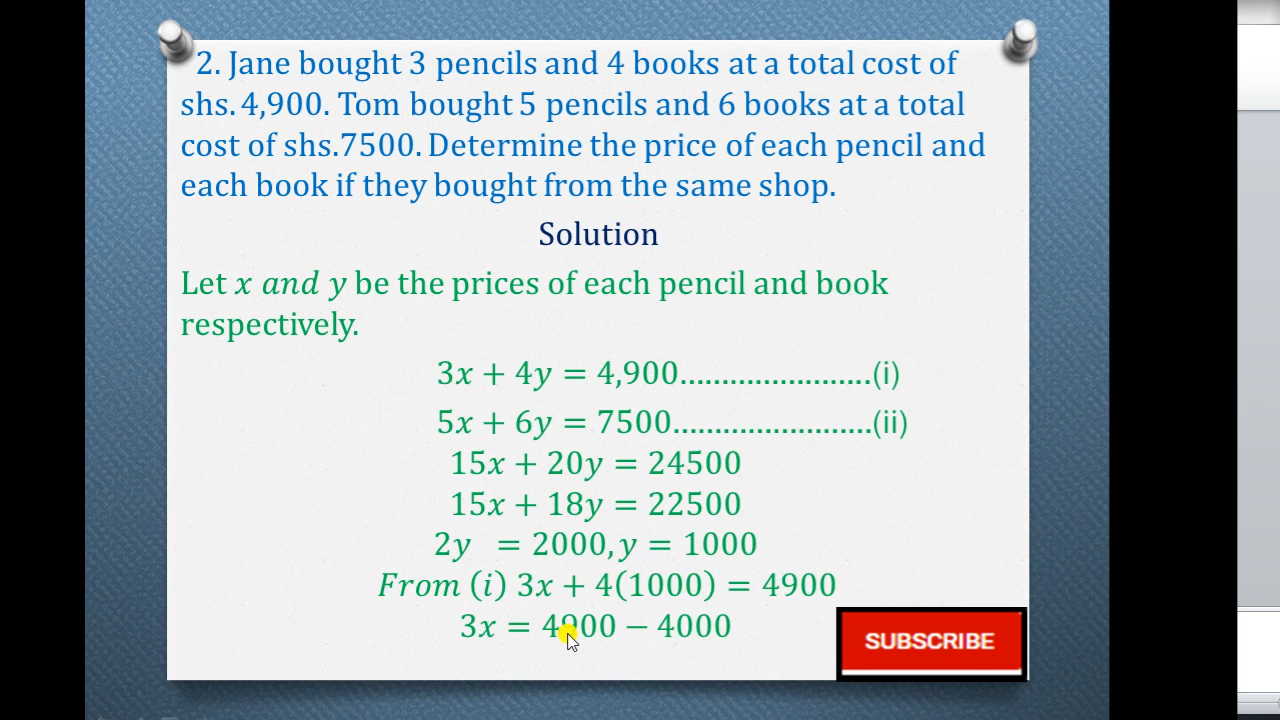 2. Jane bought 3 pencils and 4 books at a total cost of
shs. 4,900. Tom bought 5 pencils and 6 books at a total
cost of shs.7500. Determine the price of each pencil and
each book if they bought from the same shop.
Solution
Let x and y be the prices of each pencil and book
respectively.
3x + 4y = 4,900.......................(i)
5x + 6y = 7500........................(ii)
15x + 20y = 24500
15x + 18y = 22500
2y = 2000, y = 1000
From (i) 3x + 4(1000) = 4900
3x = 4900 − 4000
SUBSCRIBE